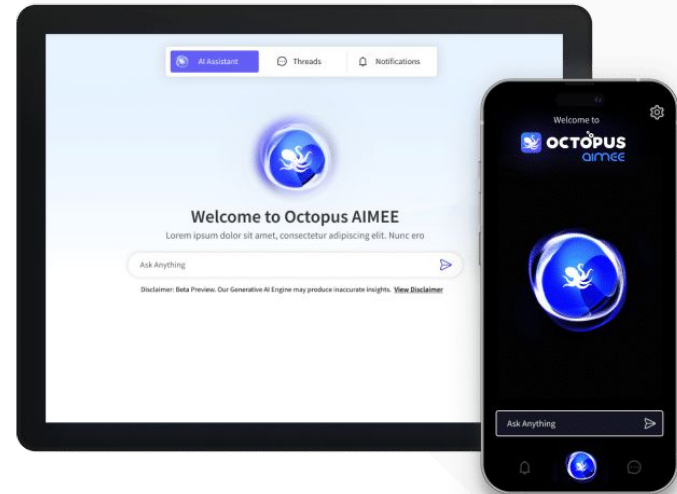 AI Assistant
Threads
Notifications
Welcome to Octopus AIMEE
Lorem ipsum dolor sit amet, consectetur adipiscing elit. Nunc ero
Ask Anything
Disclaimer: Beta Preview. Our Generative AI Engine may produce inaccurate insights. View Disclaimer
Welcome to
OCTOPUS
aimee
Ask Anything